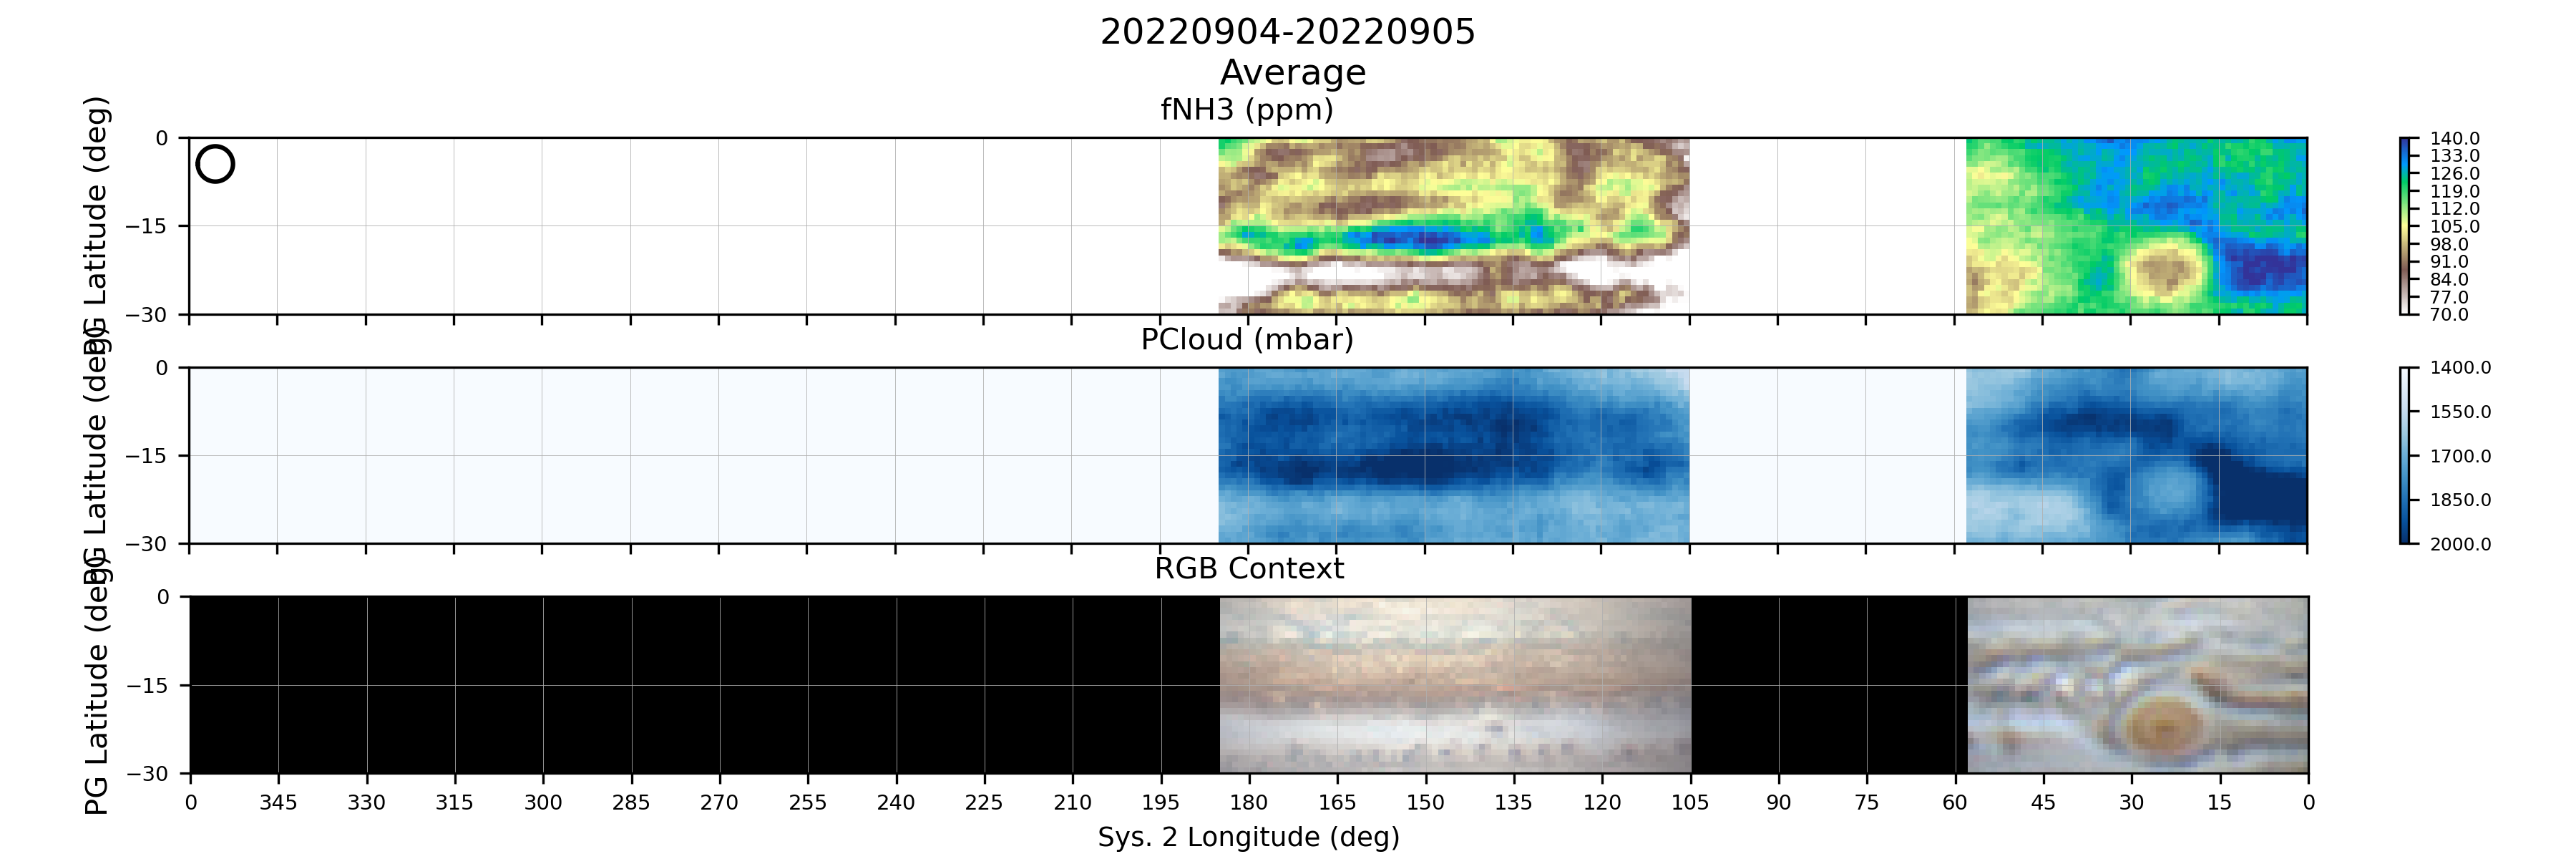 20220904-20220905
Average
fNH3 (ppm)
PG Latitude (deg)
0
−15
−30
140.0
133.0
126.0
119.0
112.0
105.0
98.0
91.0
84.0
77.0
70.0
PCloud (mbar)
PG Latitude (deg)
0
−15
−30
1400.0
1550.0
1700.0
1850.0
2000.0
RGB Context
PG Latitude (deg)
0
−15
−30
0 345 330 315 300 285 270 255 240 225 210 195 180 165 150 135 120 105 90 75 60 45 30 15 0
Sys. 2 Longitude (deg)